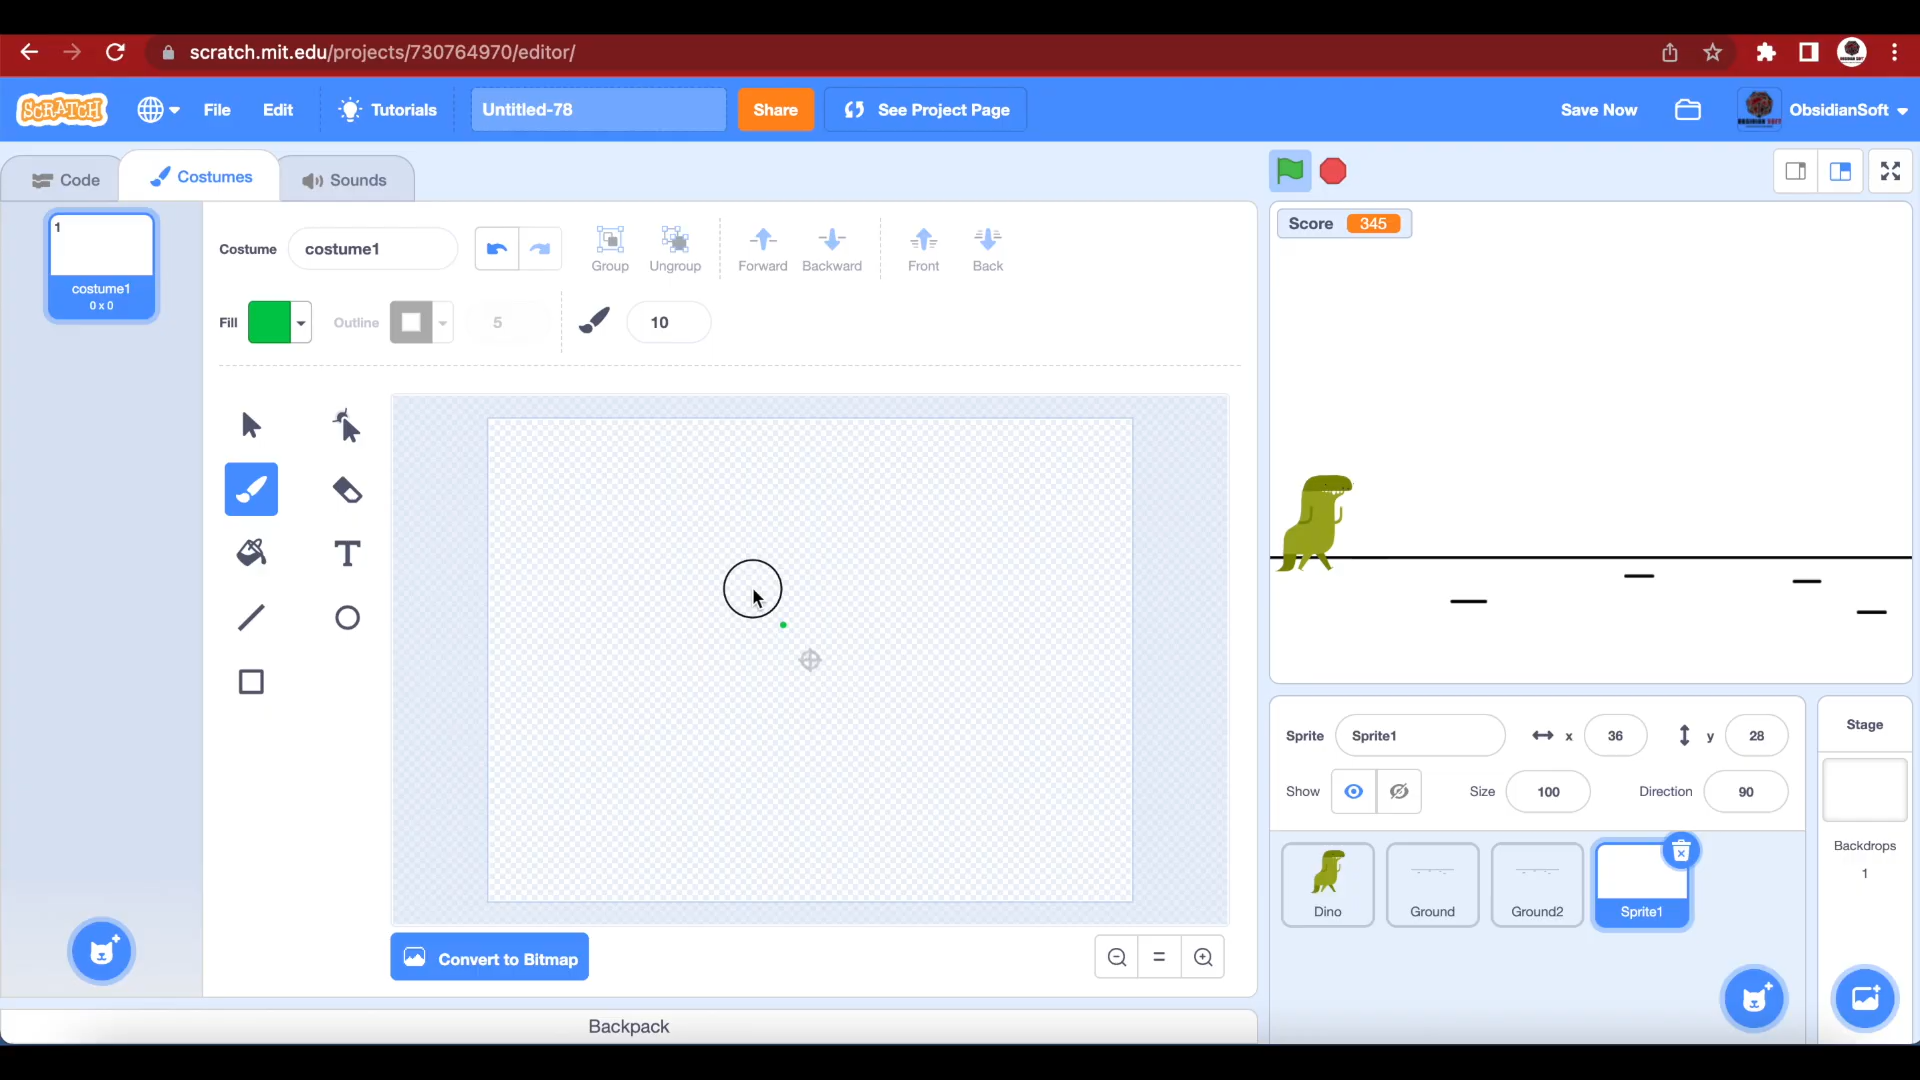 scratch.mit.edu/projects/730764970/editor/
SCRATCH
File
Edit
Tutorials
Untitled-78
Share
See Project Page
Save Now
ObsidianSoft
Code
Costumes
Sounds
1
costume1
0 x 0
Costume
costume1
Group
Ungroup
Forward
Backward
Front
Back
Fill
Outline
5
10
Score
345
Convert to Bitmap
Backpack
Sprite
Sprite1
x
36
y
28
Show
Size
100
Direction
90
Dino
Ground
Ground2
Sprite1
Stage
Backdrops
1